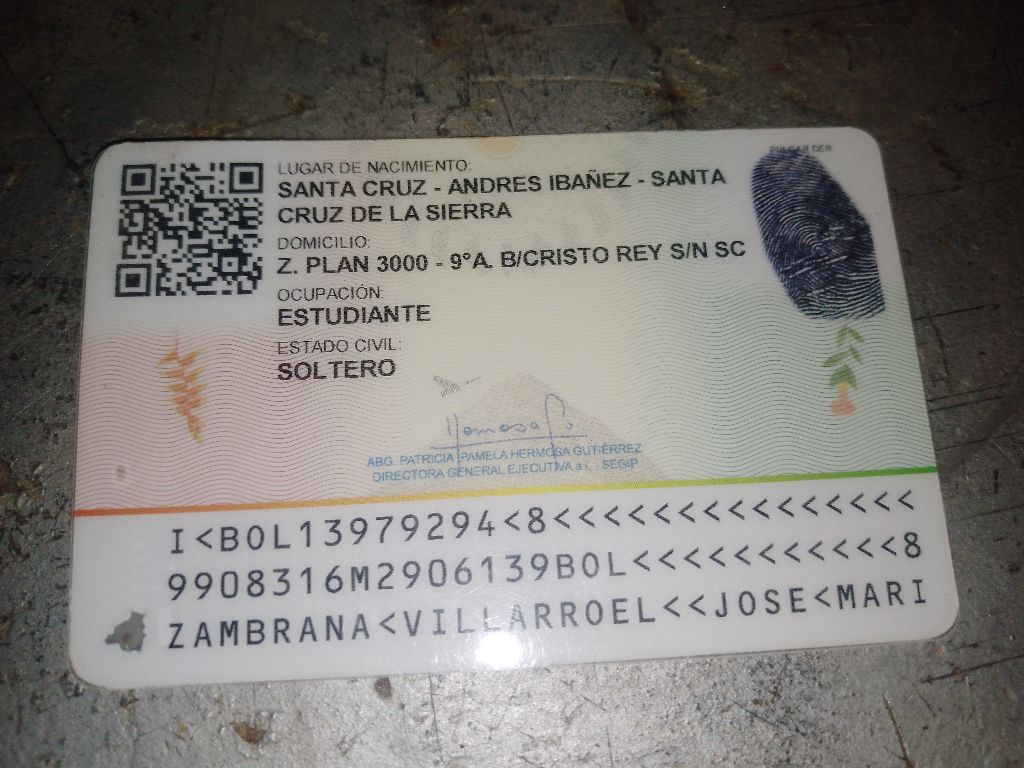 PULGAR DER.
LUGAR DE NACIMIENTO:
SANTA CRUZ - ANDRES IBAÑEZ - SANTA
CRUZ DE LA SIERRA
DOMICILIO:
Z. PLAN 3000 - 9°A. B/CRISTO REY S/N SC
OCUPACIÓN:
ESTUDIANTE
ESTADO CIVIL:
SOLTERO
ABG. PATRICIA PAMELA HERMOSA GUTIÉRREZ
DIRECTORA GENERAL EJECUTIVA a.i. - SEGIP
I<BOL13979294<8<<<<<<<<<<<<<<<
9908316M2906139BOL<<<<<<<<<<<8
ZAMBRANA<VILLARROEL<<JOSE<MARI